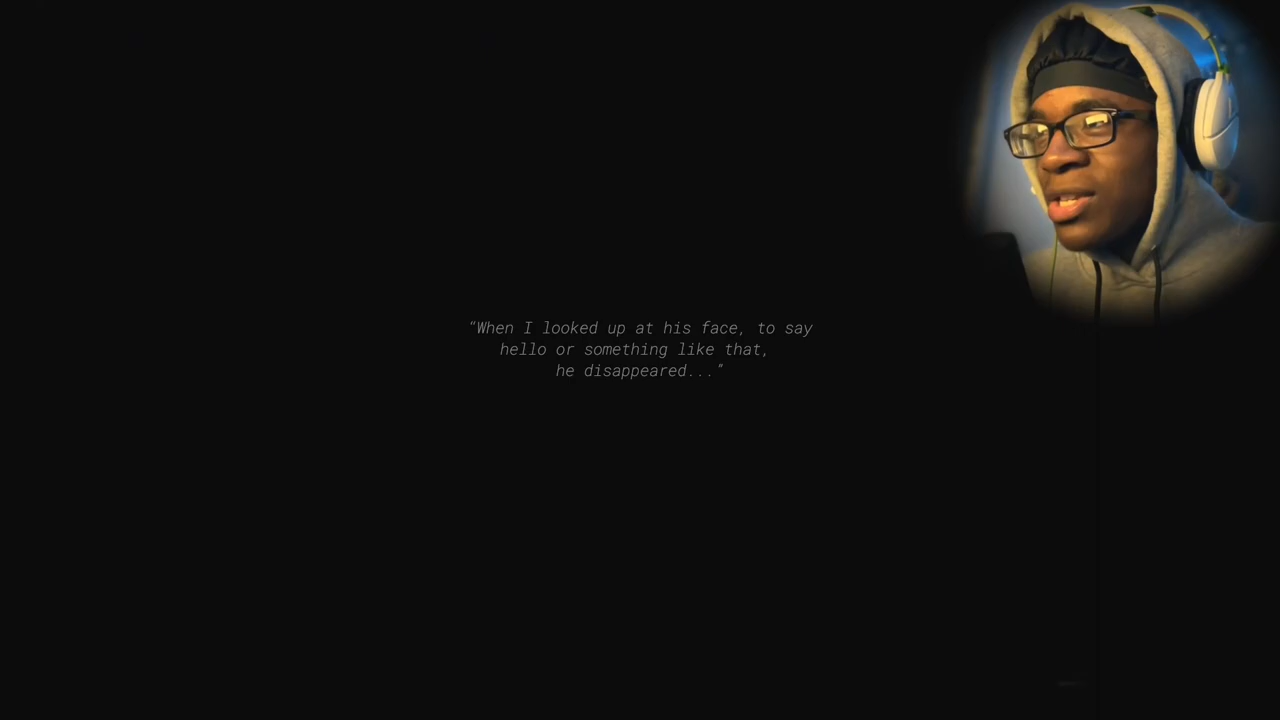 “When I looked up at his face, to say
hello or something like that,
he disappeared...”